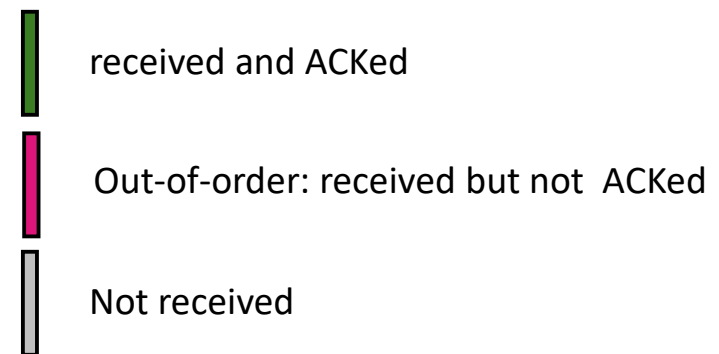 received and ACKed
Out-of-order: received but not ACKed
Not received